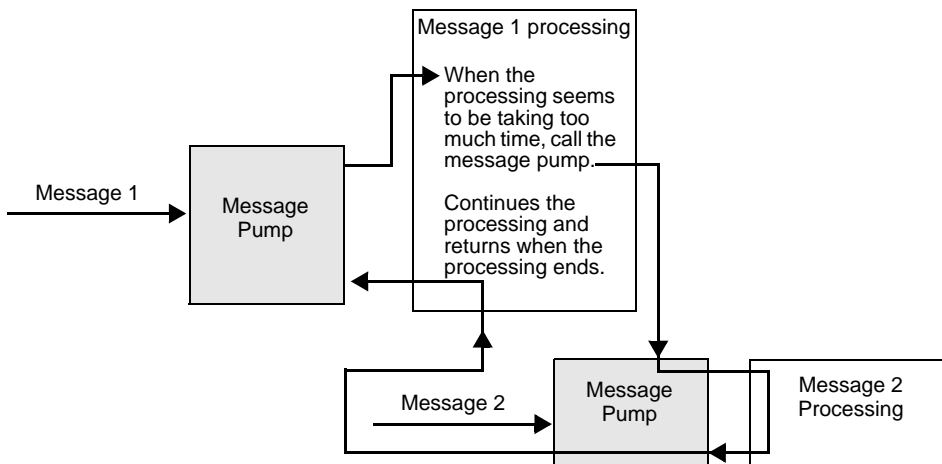 Message 1 processing
When the
processing seems
to be taking too
much time, call the
message pump.
Continues the
processing and
returns when the
processing ends.
Message 1
Message
Pump
Message 2
Message
Pump
Message 2
Processing